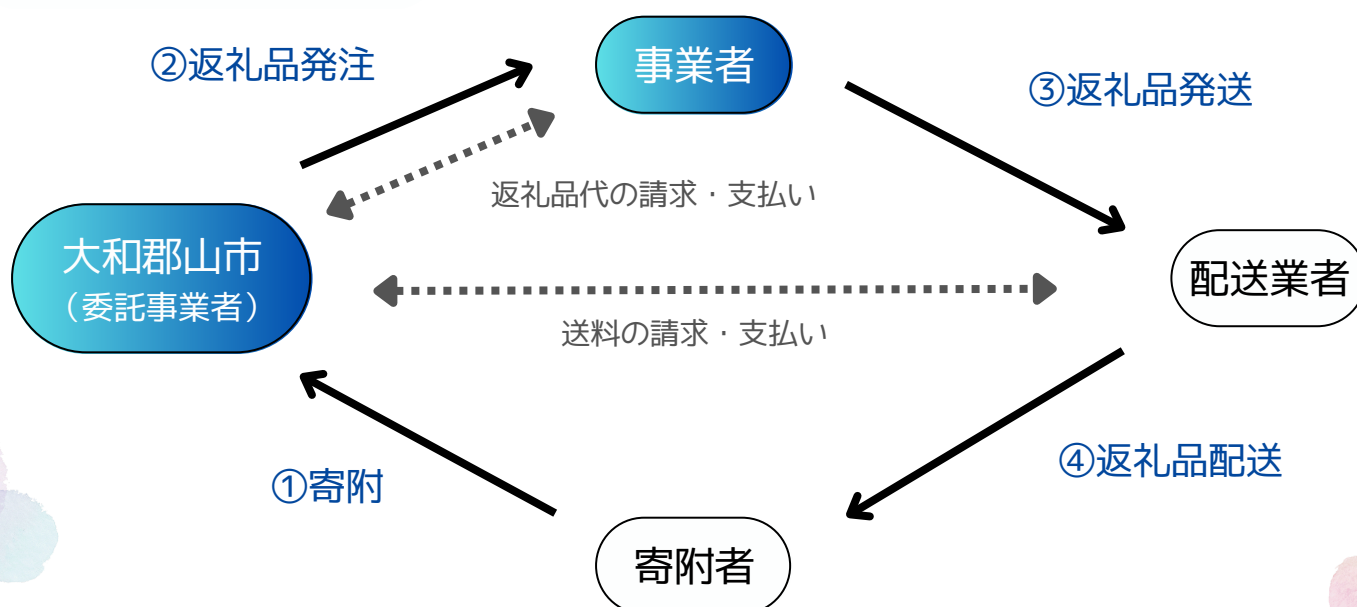 ②返礼品発注
事業者
③返礼品発送
返礼品代の請求・支払い
大和郡山市
（委託事業者）
配送業者
送料の請求・支払い
①寄附
④返礼品配送
寄附者